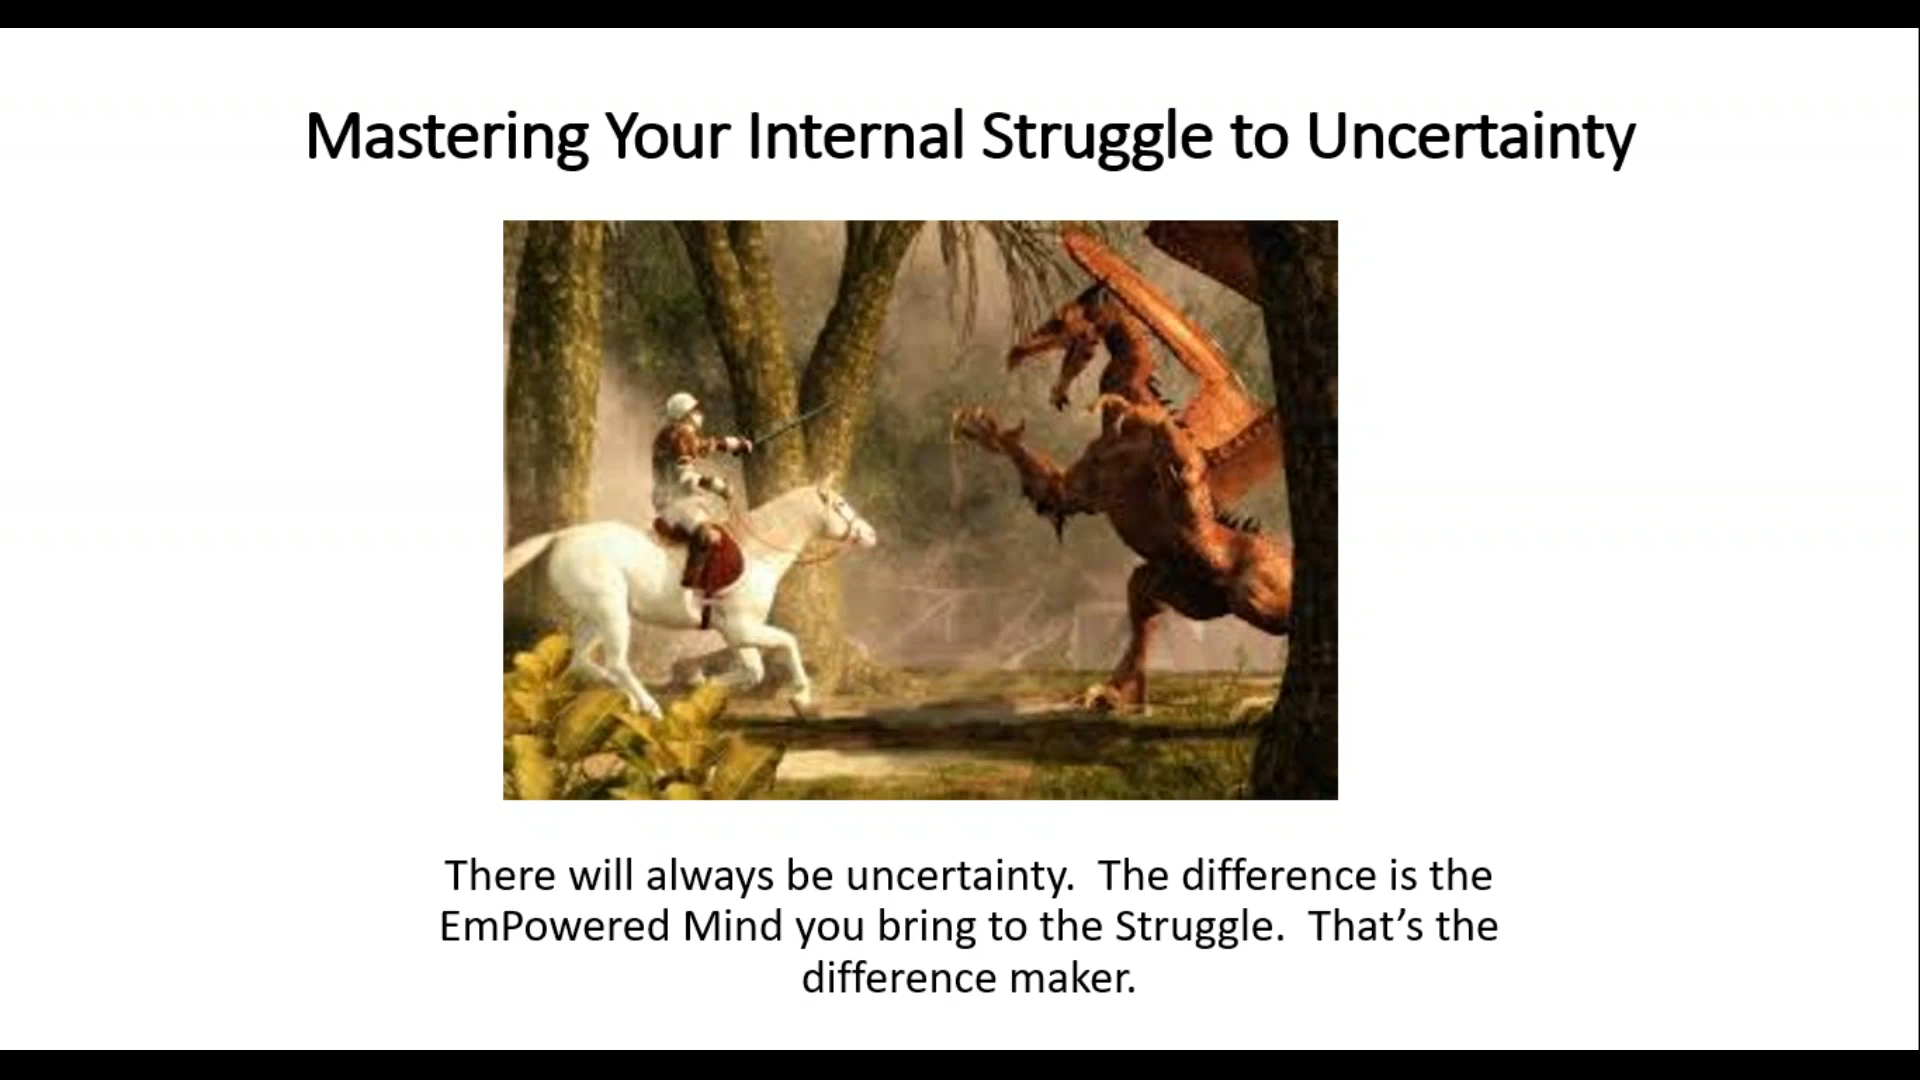 Mastering Your Internal Struggle to Uncertainty
There will always be uncertainty.  The difference is the
EmPowered Mind you bring to the Struggle.  That’s the
difference maker.